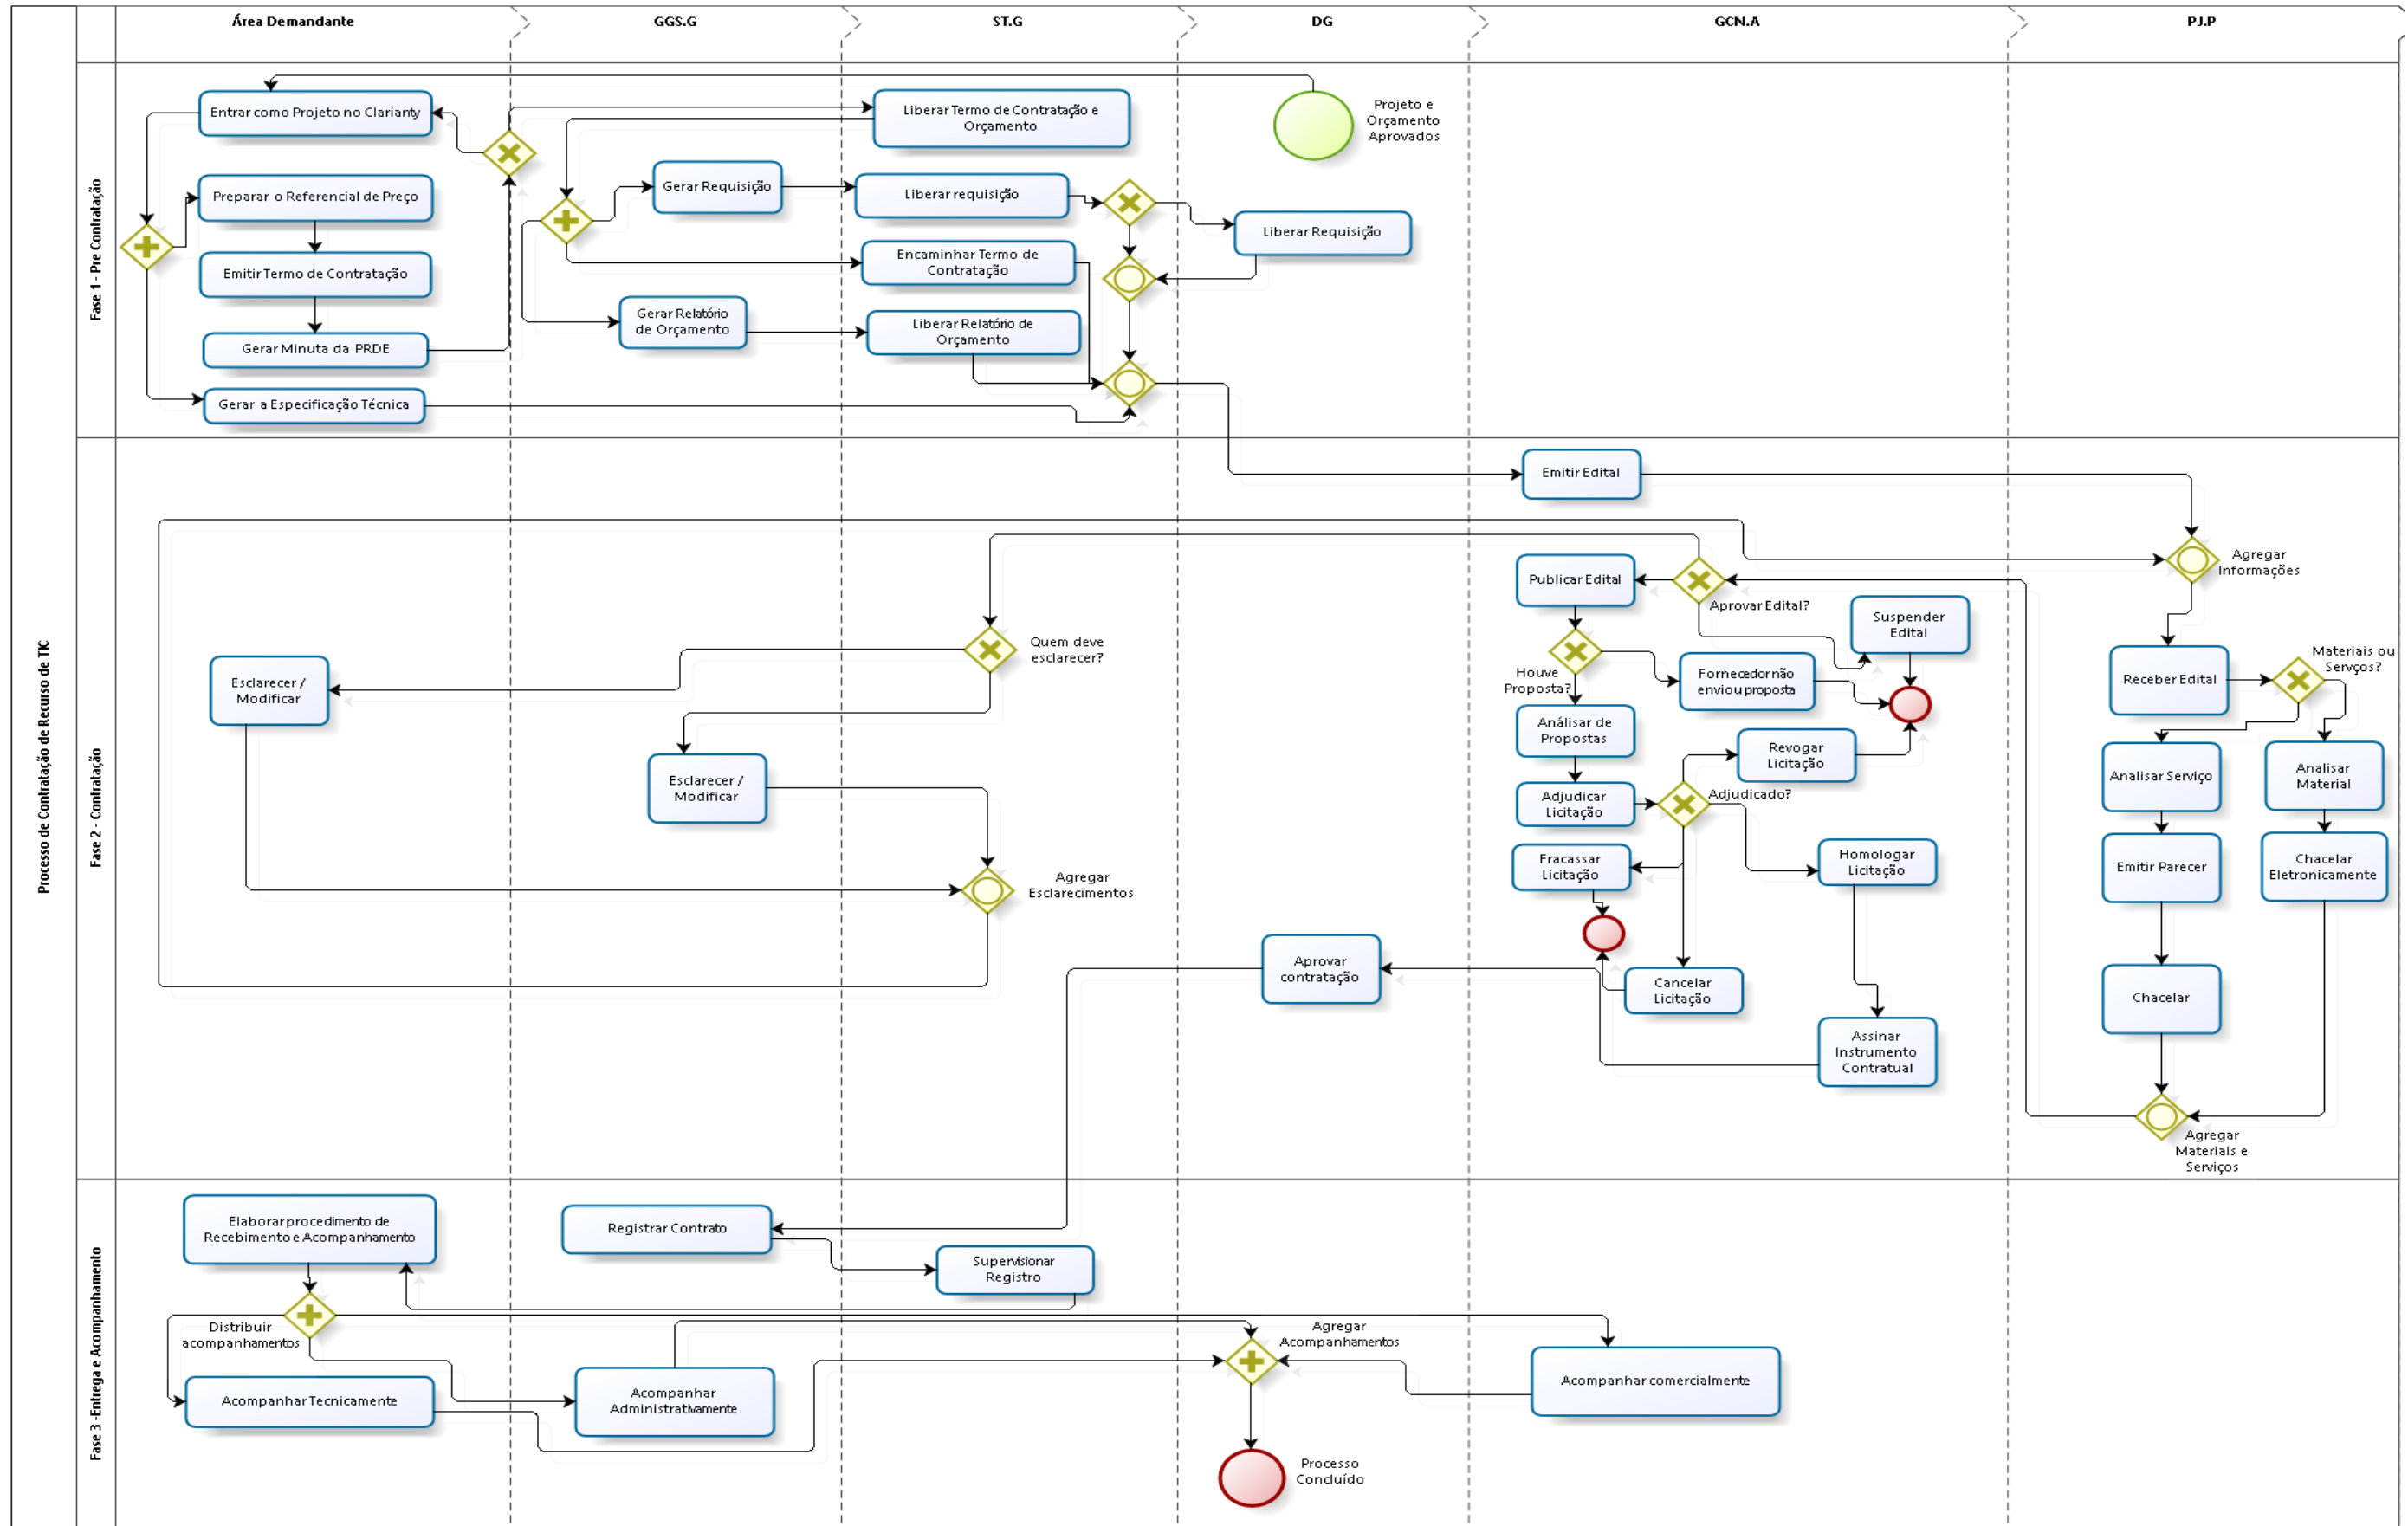 Área Demandante
GGS.G
ST.G
DG
GCN.A
PJ.P
Processo de Contratação de Recurso de TIC
Fase 1 - Pre Contratação
Entrar como Projeto no Clarianty
Liberar Termo de Contratação e
Orçamento
Projeto e
Orçamento
Aprovados
Preparar o Referencial de Preço
Gerar Requisição
Liberar requisição
Liberar Requisição
Emitir Termo de Contratação
Encaminhar Termo de
Contratação
Gerar Minuta da PRDE
Gerar Relatório
de Orçamento
Liberar Relatório de
Orçamento
Gerar a Especificação Técnica
Fase 2 - Contratação
Emitir Edital
Agregar
Informações
Publicar Edital
Aprovar Edital?
Suspender
Edital
Quem deve
esclarecer?
Houve
Proposta?
Fornecedor não
enviou proposta
Receber Edital
Materiais ou
Serviços?
Esclarecer /
Modificar
Análisar de
Propostas
Revogar
Licitação
Analisar Serviço
Analisar
Material
Esclarecer /
Modificar
Adjudicar
Licitação
Adjudicado?
Fracassar
Licitação
Homologar
Licitação
Emitir Parecer
Chacelar
Eletronicamente
Agregar
Esclarecimentos
Aprovar
contratação
Cancelar
Licitação
Chacelar
Assinar
Instrumento
Contratual
Agregar
Materiais e
Serviços
Fase 3 -Entrega e Acompanhamento
Elaborar procedimento de
Recebimento e Acompanhamento
Registrar Contrato
Supervisionar
Registro
Distribuir
acompanhamentos
Agregar
Acompanhamentos
Acompanhar Tecnicamente
Acompanhar
Administrativamente
Acompanhar comercialmente
Processo
Concluído